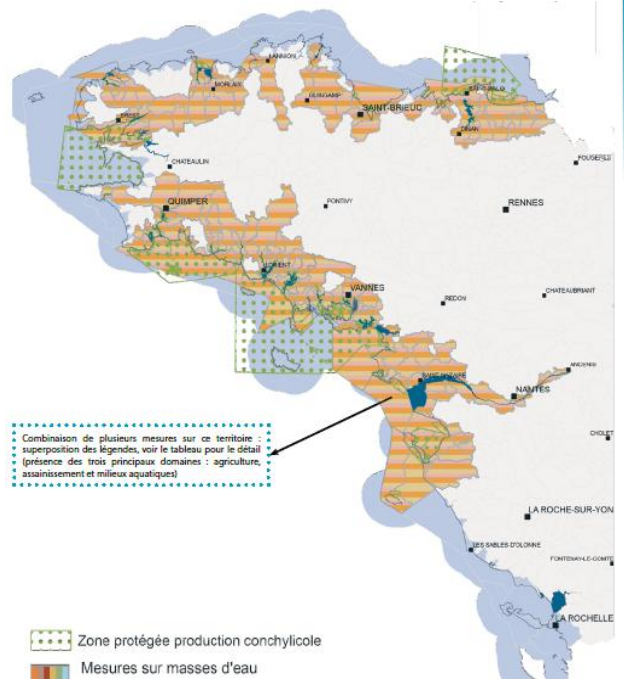 LANNION
MORLAIX
GUINGAMP
SAINT-BRIEUC
SAINT-MALO
BREST
DINAN
FOUGERES
CHATEAULIN
QUIMPER
PONTIVY
RENNES
LORIENT
VANNES
REDON
CHATEAUBRIANT
ANCENIS
SAINT-NAZAIRE
NANTES
Combinaison de plusieurs mesures sur ce territoire :
superposition des légendes, voir le tableau pour le détail
(présence des trois principaux domaines : agriculture,
assainissement et milieux aquatiques)
CHOLET
LA ROCHE-SUR-YON
LES SABLES-D'OLONNE
FONTENAY-LE-COMTE
LA ROCHELLE
Zone protégée production conchylicole
Mesures sur masses d'eau